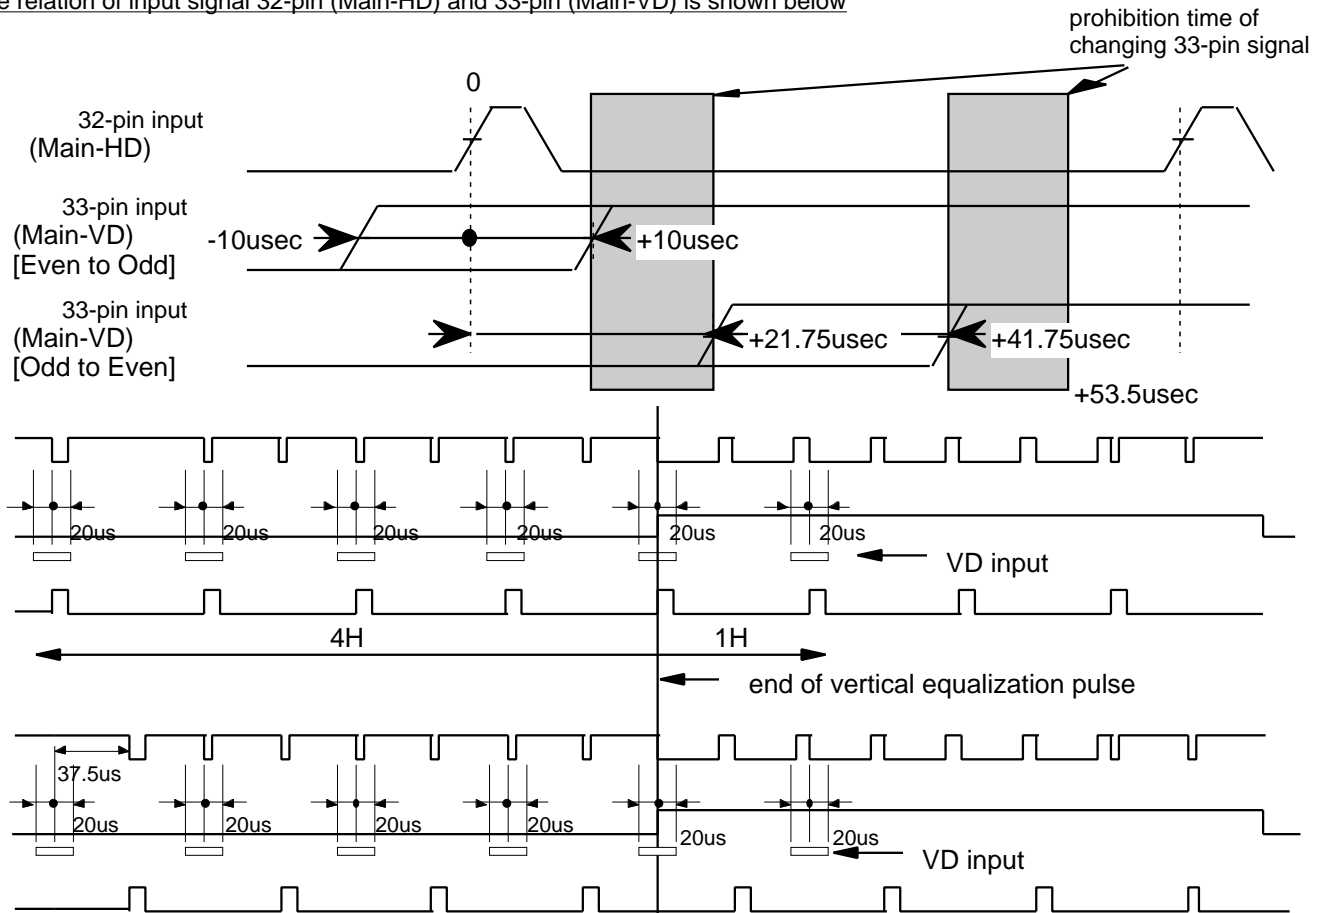 e relation of input signal 32-pin (Main-HD) and 33-pin (Main-VD) is shown below
prohibition time of
changing 33-pin signal
0
32-pin input
(Main-HD)
33-pin input
(Main-VD)
[Even to Odd]
-10usec
+10usec
33-pin input
(Main-VD)
[Odd to Even]
+21.75usec
+41.75usec
+53.5usec
20us
20us
20us
20us
20us
20us
VD input
4H
1H
end of vertical equalization pulse
37.5us
20us
20us
20us
20us
20us
20us
VD input